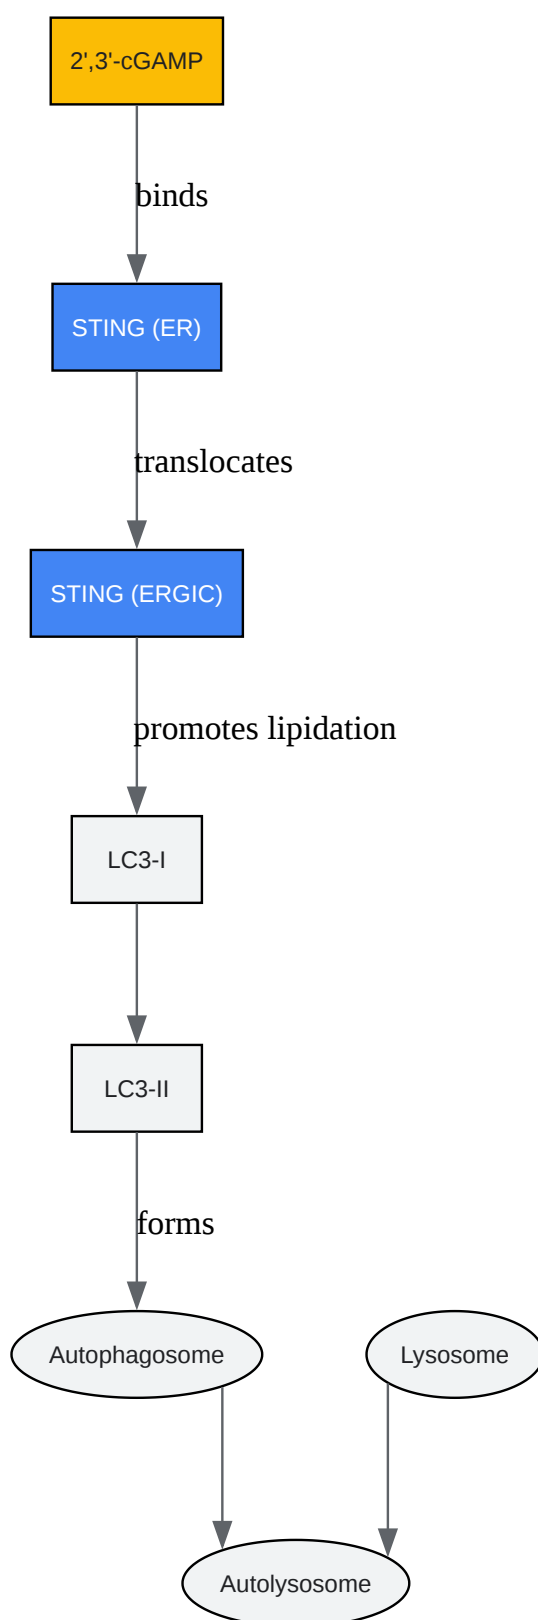 2',3'-cGAMP
binds
STING (ER)
translocates
STING (ERGIC)
promotes lipidation
LC3-I
LC3-II
forms
Autophagosome
Lysosome
Autolysosome